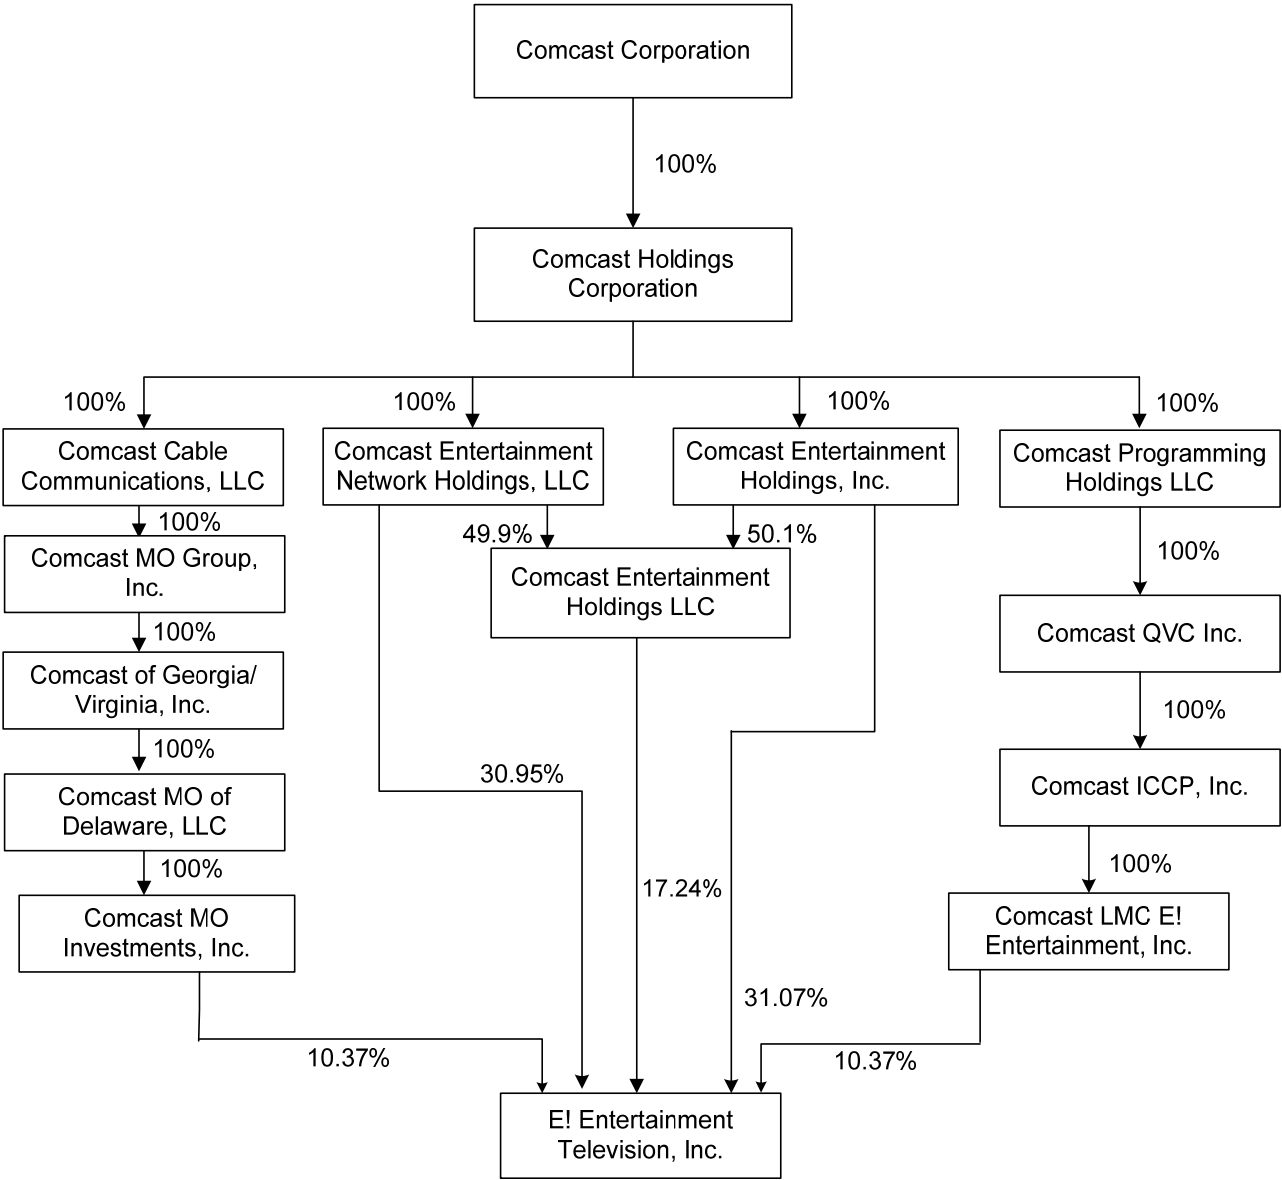 Comcast Corporation
100%
Comcast Holdings
Corporation
100%
100%
100%
100%
Comcast Cable
Communications, LLC
Comcast Entertainment
Network Holdings, LLC
Comcast Entertainment
Holdings, Inc.
Comcast Programming
Holdings LLC
100%
49.9%
50.1%
100%
Comcast MO Group,
Inc.
Comcast Entertainment
Holdings LLC
Comcast QVC Inc.
100%
Comcast of Georgia/
Virginia, Inc.
100%
100%
30.95%
Comcast MO of
Delaware, LLC
Comcast ICCP, Inc.
100%
100%
17.24%
Comcast MO
Investments, Inc.
Comcast LMC E!
Entertainment, Inc.
31.07%
10.37%
10.37%
E! Entertainment
Television, Inc.